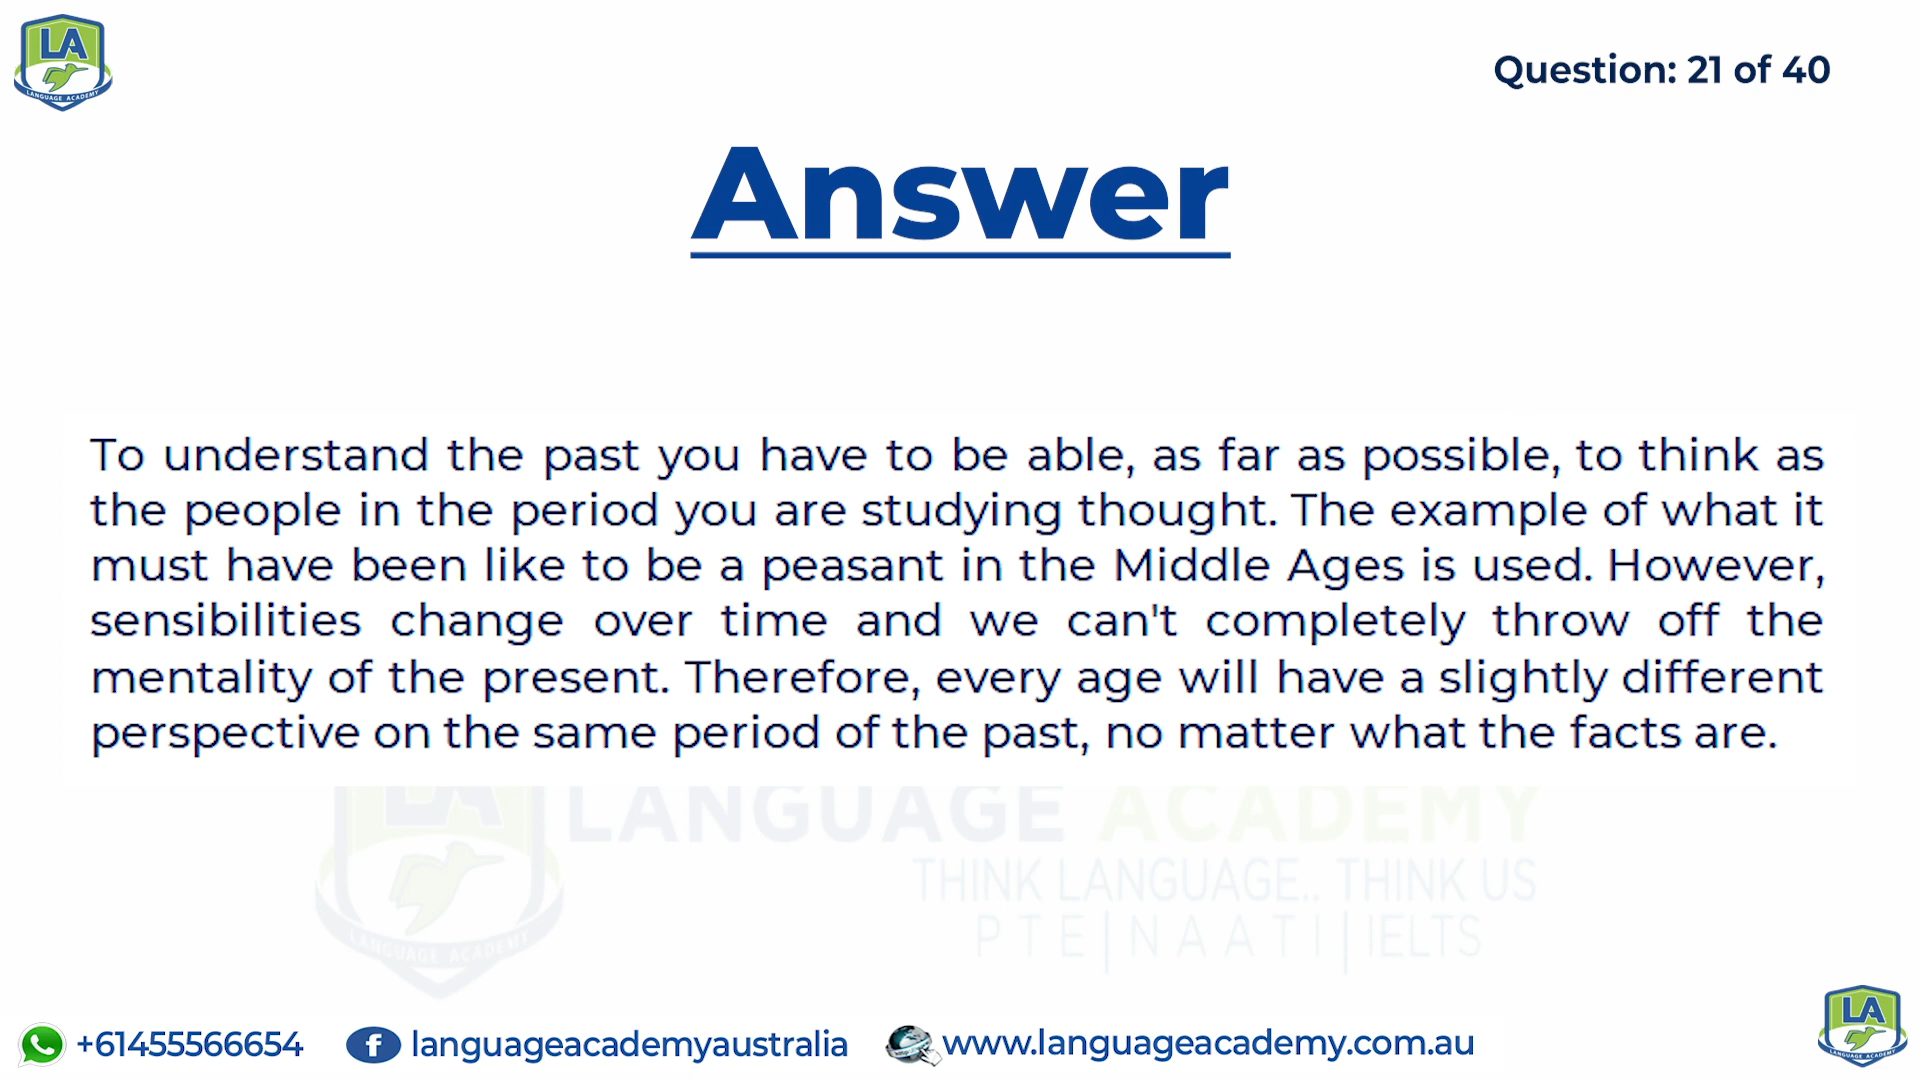 LA
LANGUAGE ACADEMY
Question: 21 of 40
Answer
To understand the past you have to be able, as far as possible, to think as
the people in the period you are studying thought. The example of what it
must have been like to be a peasant in the Middle Ages is used. However,
sensibilities change over time and we can't completely throw off the
mentality of the present. Therefore, every age will have a slightly different
perspective on the same period of the past, no matter what the facts are.
LA
LANGUAGE ACADEMY
THINK LANGUAGE.. THINK US
PTE|NAATI|IELTS
LANGUAGE ACADEMY
+61455566654
languageacademyaustralia
www.languageacademy.com.au
LA
LANGUAGE ACADEMY